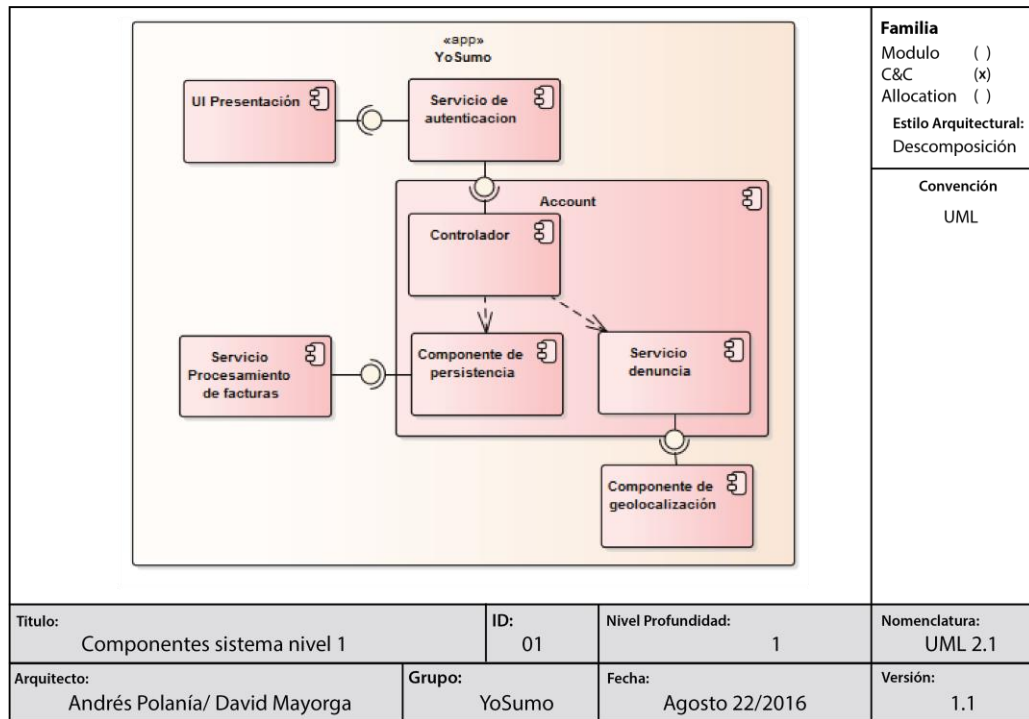 «app»
YoSumo
UI Presentación
Servicio de
autenticacion
Account
Controlador
Servicio
Procesamiento
de facturas
Componente de
persistencia
Servicio
denuncia
Componente de
geolocalización
Familia
Modulo ( )
C&C (x)
Allocation ( )
Estilo Arquitectural:
Descomposición
Convención
UML
Titulo:
Componentes sistema nivel 1
ID:
01
Nivel Profundidad:
1
Nomenclatura:
UML 2.1
Arquitecto:
Andrés Polanía/ David Mayorga
Grupo:
YoSumo
Fecha:
Agosto 22/2016
Versión:
1.1